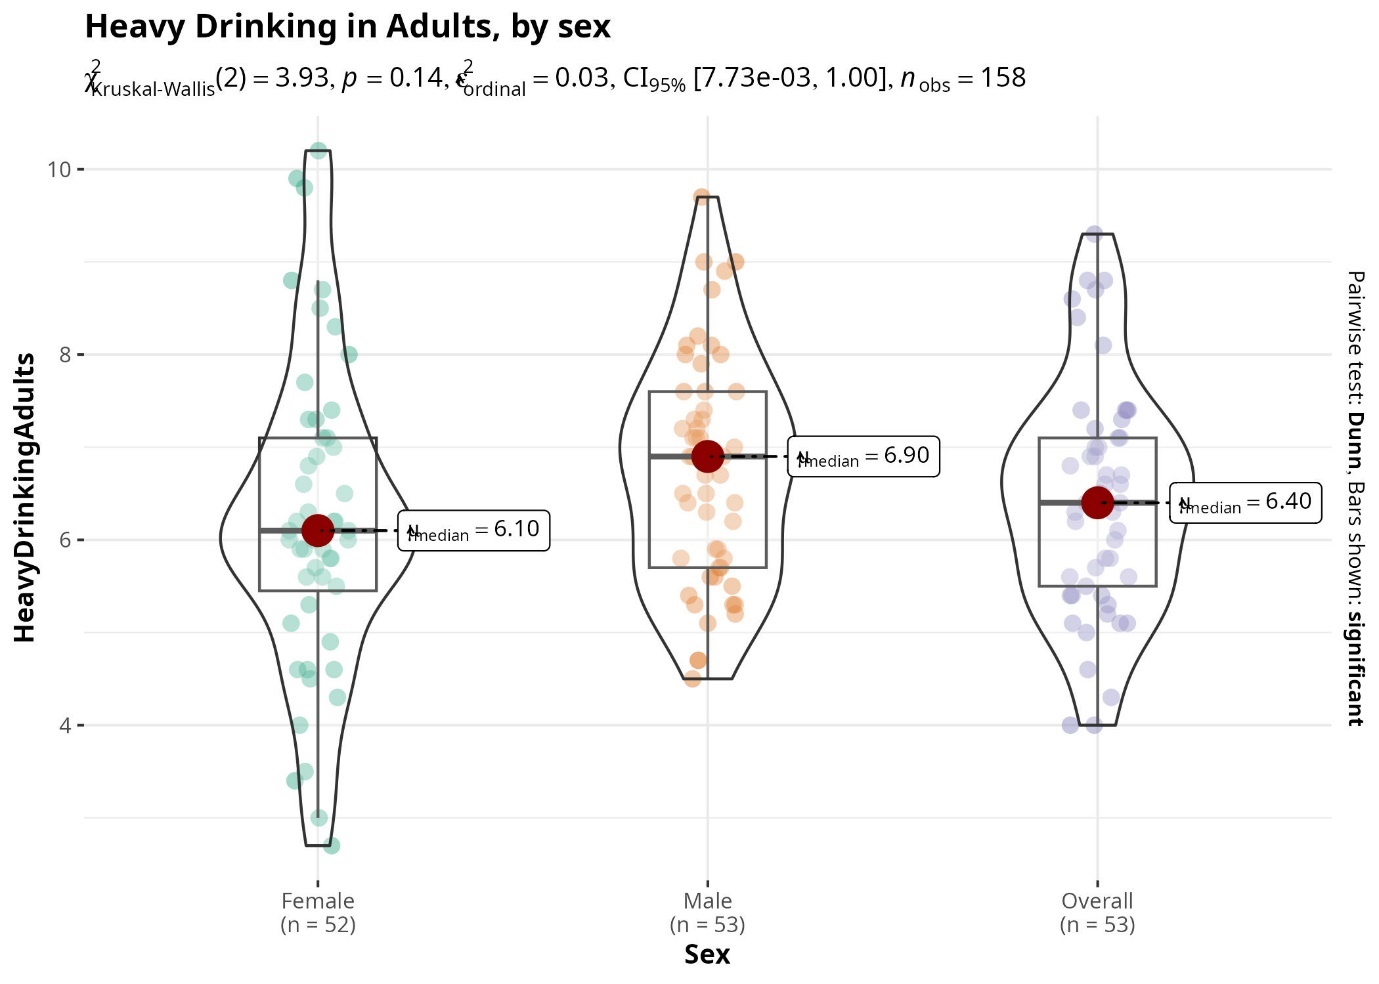 Heavy Drinking in Adults, by sex
χ²Kruskal-Wallis(2) = 3.93, p = 0.14, ε²ordinal = 0.03, CI95% [7.73e-03, 1.00], nobs = 158
HeavyDrinkingAdults
10
8
6
4
median = 6.10
median = 6.90
median = 6.40
Pairwise test: Dunn, Bars shown: significant
Female
(n = 52)
Male
(n = 53)
Overall
(n = 53)
Sex